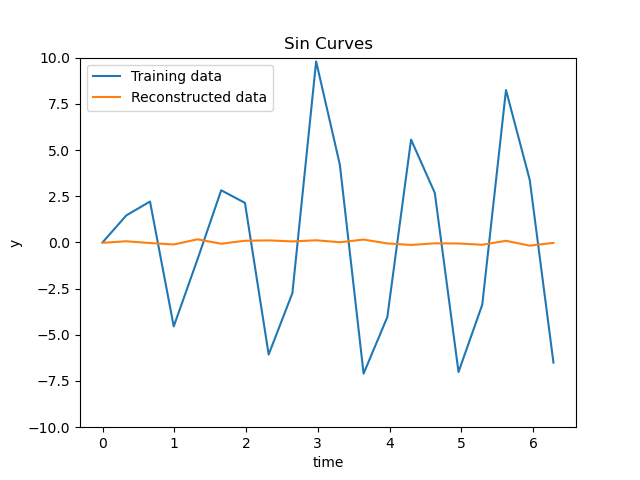 Sin Curves
Training data
Reconstructed data
10.0
7.5
5.0
2.5
0.0
−2.5
−5.0
−7.5
−10.0
y
0 1 2 3 4 5 6
time